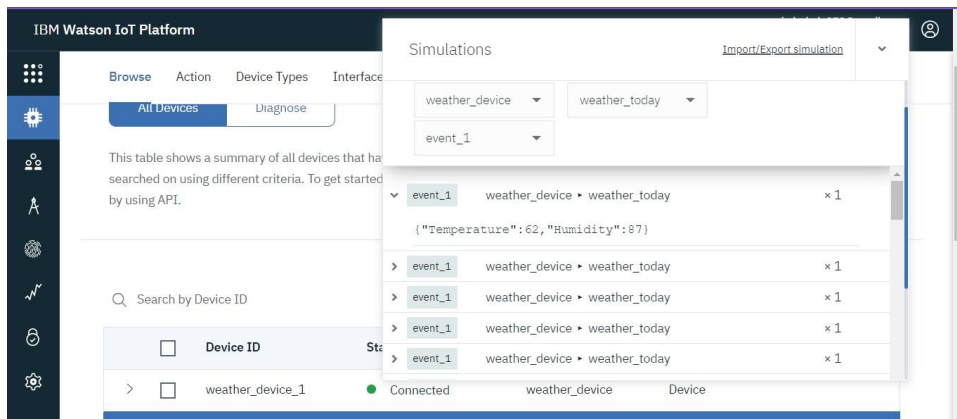 IBM Watson IoT Platform
Browse Action Device Types Interface
All Devices Diagnose
This table shows a summary of all devices that ha
searched on using different criteria. To get started
by using API.
Search by Device ID
Device ID Sta
weather_device_1 Connected weather_device Device
Simulations Import/Export simulation
weather_device weather_today
event_1
event_1 weather_device ▸ weather_today × 1
{"Temperature":62,"Humidity":87}
event_1 weather_device ▸ weather_today × 1
event_1 weather_device ▸ weather_today × 1
event_1 weather_device ▸ weather_today × 1
event_1 weather_device ▸ weather_today × 1